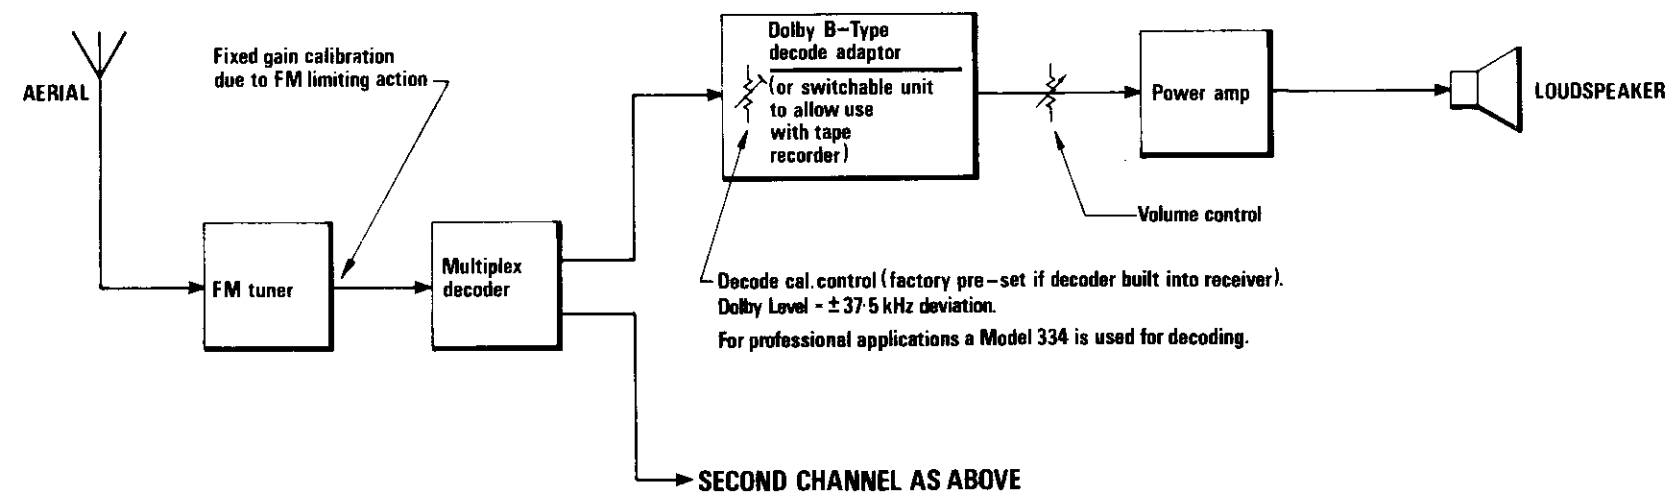 AERIAL
Fixed gain calibration
due to FM limiting action
FM tuner
Multiplex
decoder
Dolby B-Type
decode adaptor
(or switchable unit
to allow use
with tape
recorder)
Power amp
LOUDSPEAKER
Volume control
Decode cal. control (factory pre-set if decoder built into receiver).
Dolby Level - ± 37·5 kHz deviation.
For professional applications a Model 334 is used for decoding.
SECOND CHANNEL AS ABOVE